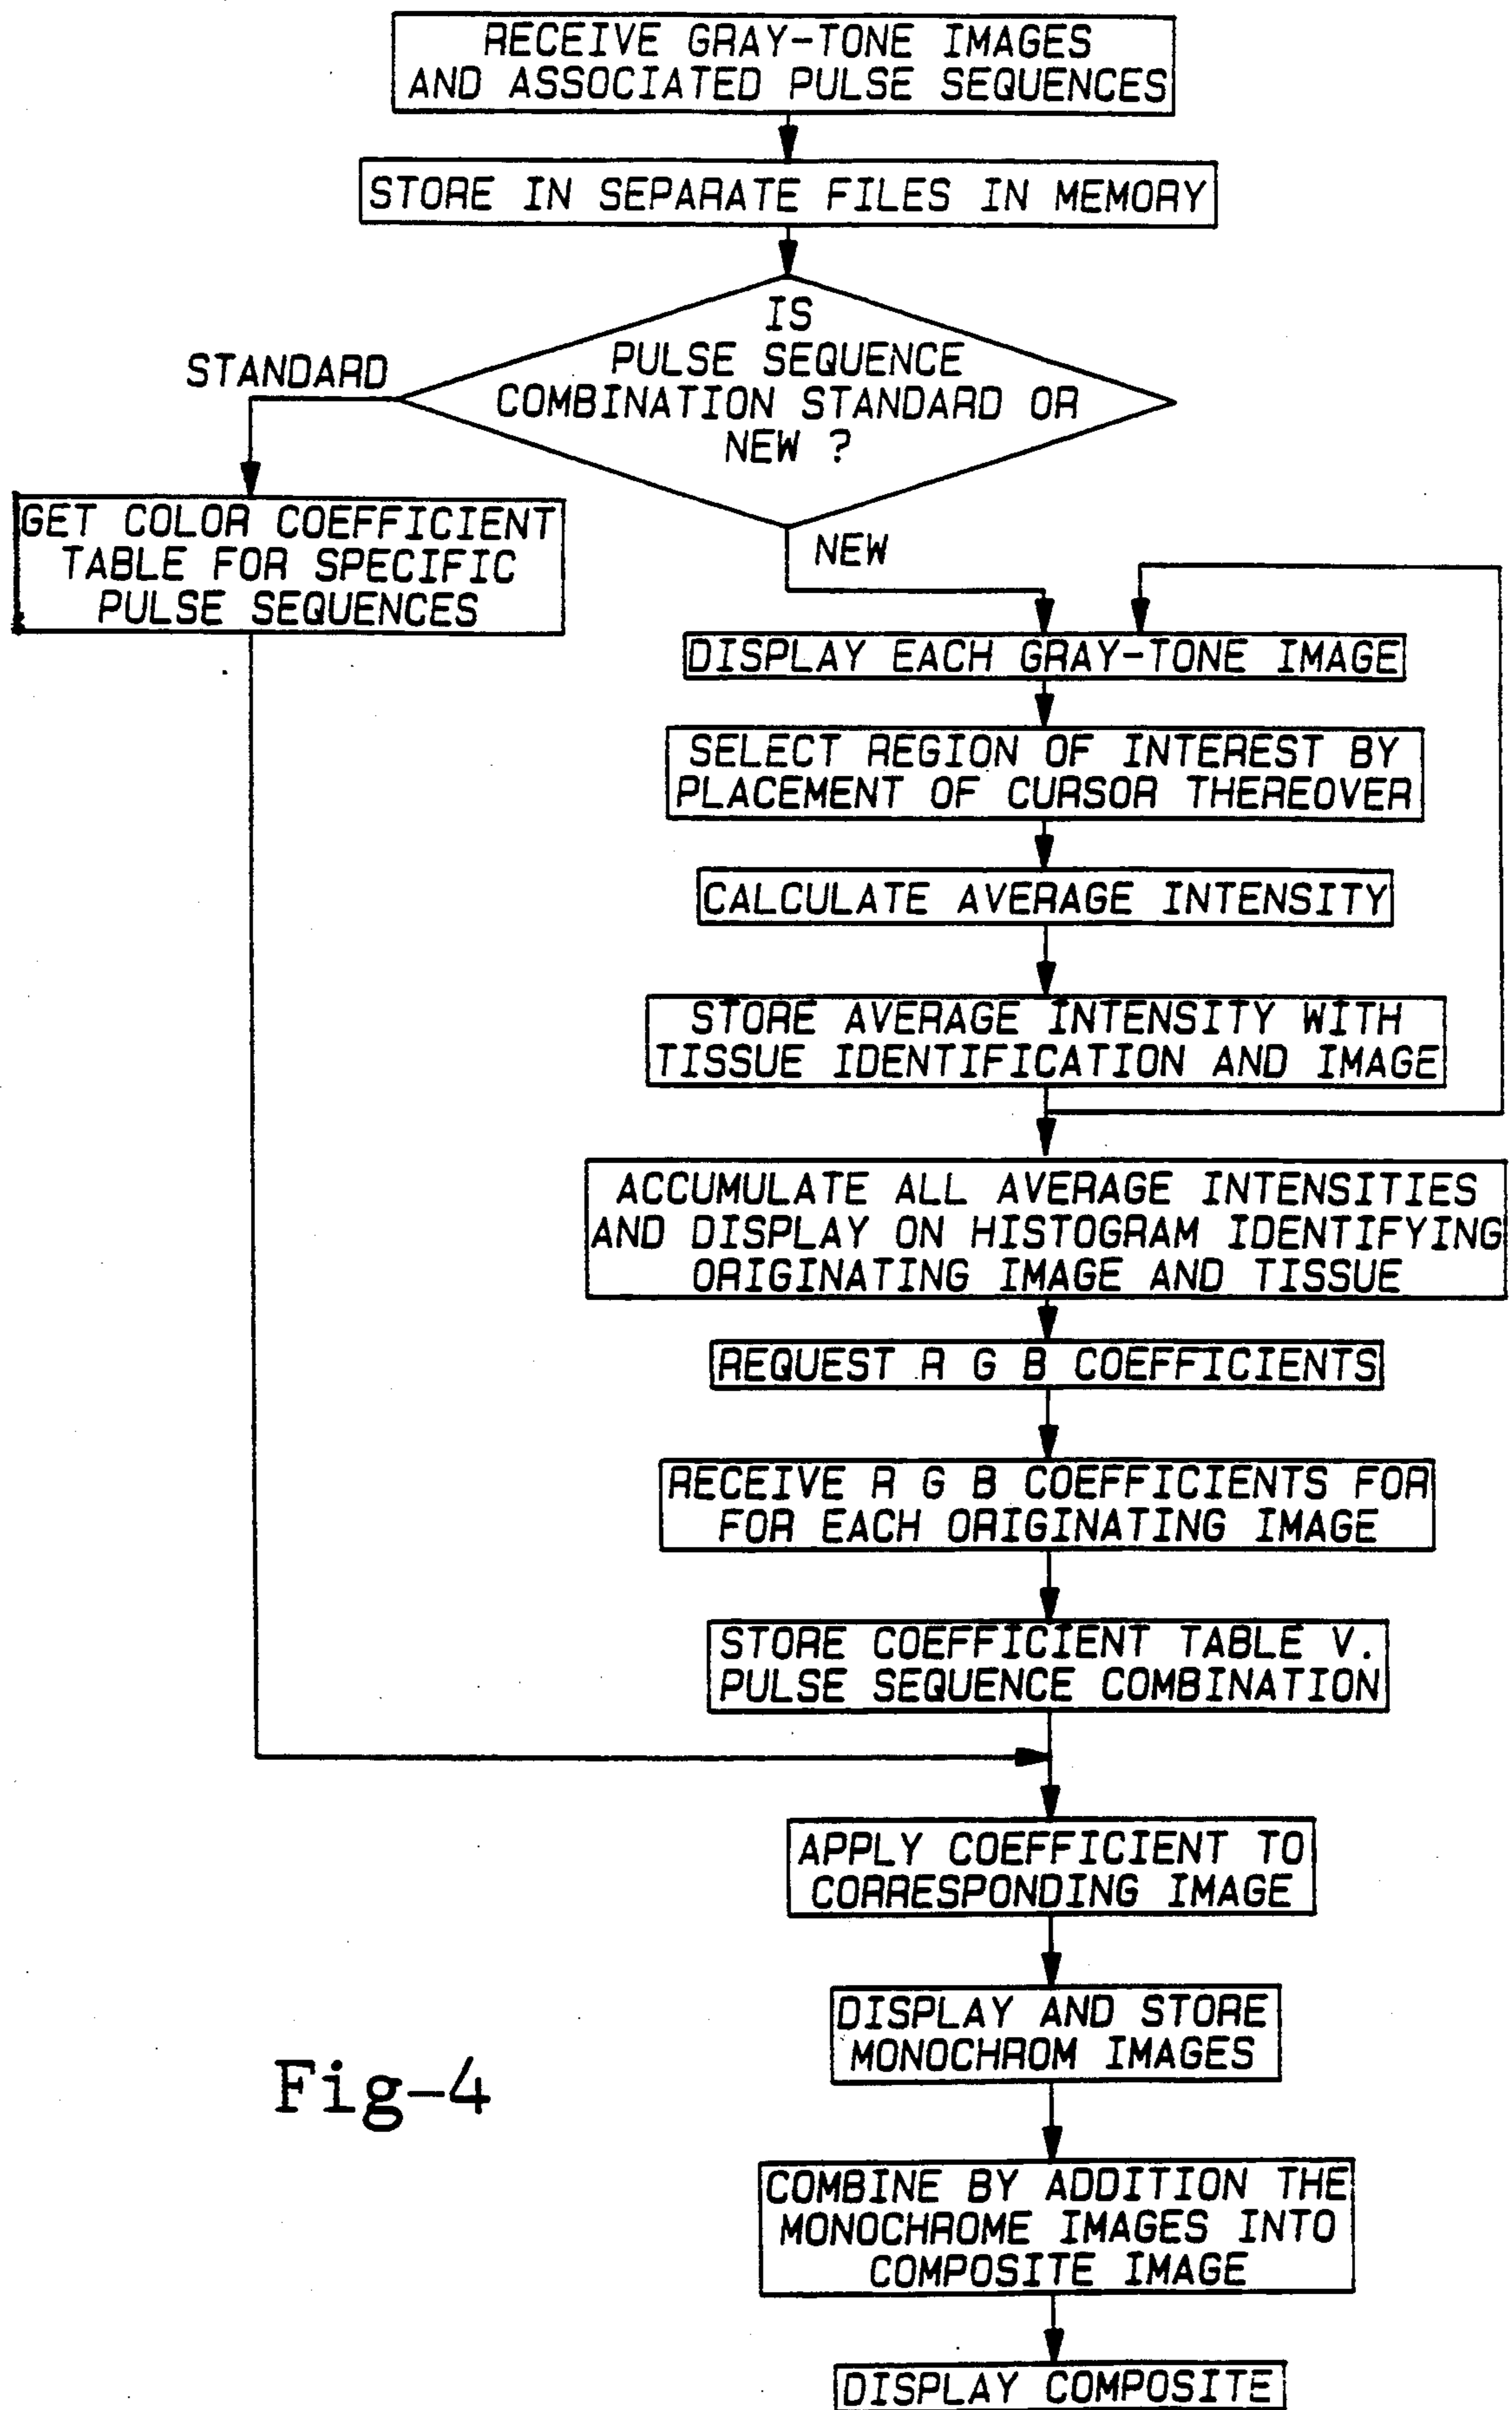 RECEIVE GRAY-TONE IMAGES
AND ASSOCIATED PULSE SEQUENCES
STORE IN SEPARATE FILES IN MEMORY
IS
PULSE SEQUENCE
COMBINATION STANDARD OR
NEW ?
STANDARD
GET COLOR COEFFICIENT
TABLE FOR SPECIFIC
PULSE SEQUENCES
NEW
DISPLAY EACH GRAY-TONE IMAGE
SELECT REGION OF INTEREST BY
PLACEMENT OF CURSOR THEREOVER
CALCULATE AVERAGE INTENSITY
STORE AVERAGE INTENSITY WITH
TISSUE IDENTIFICATION AND IMAGE
ACCUMULATE ALL AVERAGE INTENSITIES
AND DISPLAY ON HISTOGRAM IDENTIFYING
ORIGINATING IMAGE AND TISSUE
REQUEST R G B COEFFICIENTS
RECEIVE R G B COEFFICIENTS FOR
FOR EACH ORIGINATING IMAGE
STORE COEFFICIENT TABLE V.
PULSE SEQUENCE COMBINATION
APPLY COEFFICIENT TO
CORRESPONDING IMAGE
DISPLAY AND STORE
MONOCHROM IMAGES
COMBINE BY ADDITION THE
MONOCHROME IMAGES INTO
COMPOSITE IMAGE
DISPLAY COMPOSITE
Fig-4